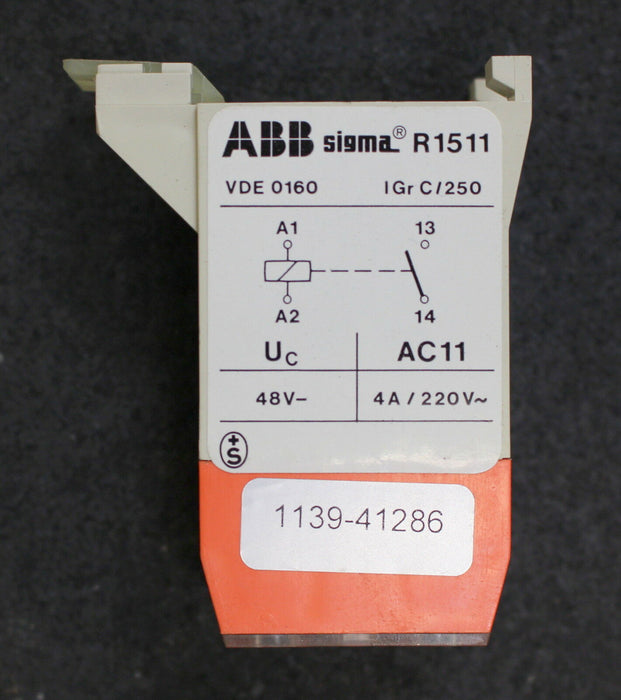 ABB sigma® R1511
VDE 0160 IGr C/250
A1 13
A2 14
UC AC11
48V– 4A / 220V~
+S
1139-41286